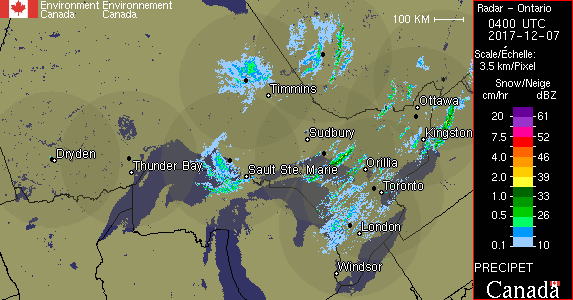 Environment Environnement
Canada Canada
100 KM
Timmins
Ottawa
Sudbury
Kingston
Dryden
Thunder Bay
Sault Ste. Marie
Orillia
Toronto
London
Windsor
Radar - Ontario
0400 UTC
2017-12-07
Scale/Échelle:
3.5 km/Pixel
Snow/Neige
cm/hr dBZ
20 61
7.5 52
4.0 46
2.0 39
1.0 33
0.5 26
0.1 10
PRECIPET
Canada